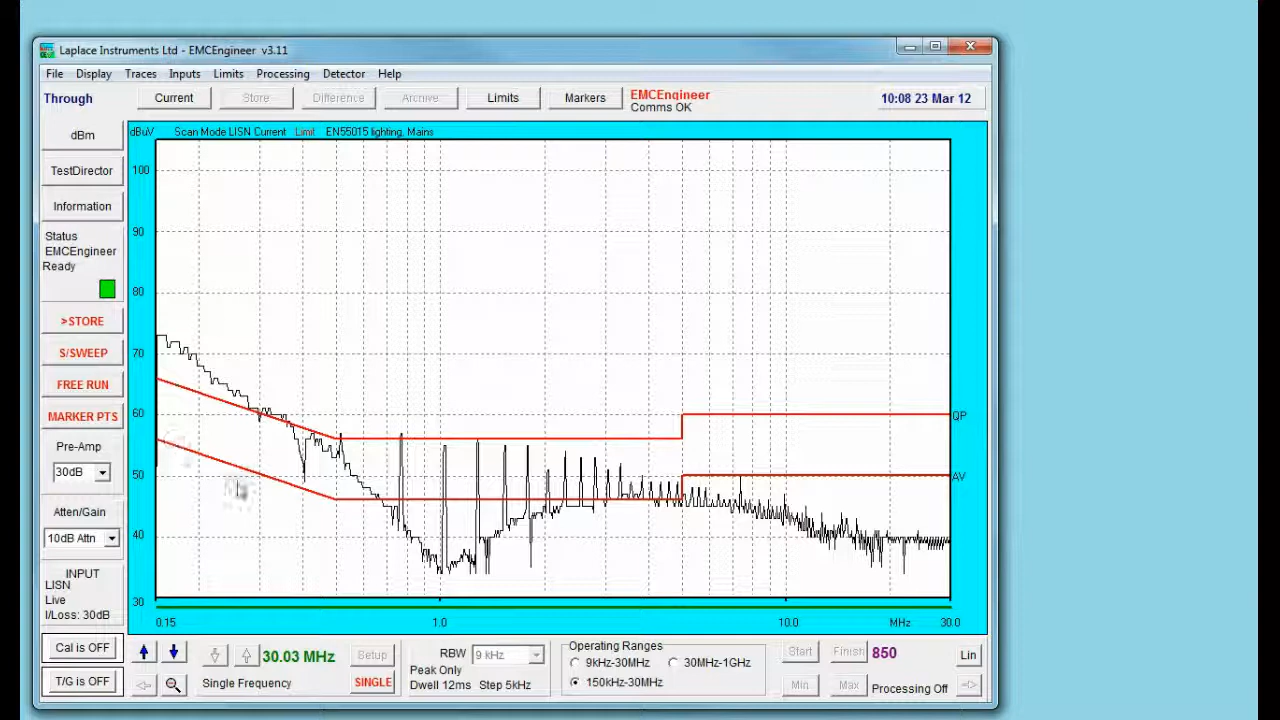 Laplace Instruments Ltd - EMCEngineer v3.11
File Display Traces Inputs Limits Processing Detector Help
Through Current Store Difference Archive Limits Markers EMCEngineer 10:08 23 Mar 12
Comms OK
dBm
dBuV Scan Mode LISN Current Limit EN55015 lighting, Mains
TestDirector
Information
Status
EMCEngineer
Ready
>STORE
S/SWEEP
FREE RUN
MARKER PTS
Pre-Amp
30dB
Atten/Gain
10dB Attn
INPUT
LISN
Live
I/Loss: 30dB
Cal is OFF
T/G is OFF
100
90
80
70
60
50
40
30
QP
AV
0.15 1.0 10.0 MHz 30.0
30.03 MHz Setup
Single Frequency SINGLE
RBW 9 kHz
Peak Only
Dwell 12ms Step 5kHz
Operating Ranges
9kHz-30MHz 30MHz-1GHz
150kHz-30MHz
Start Finish 850 Lin
Min Max Processing Off